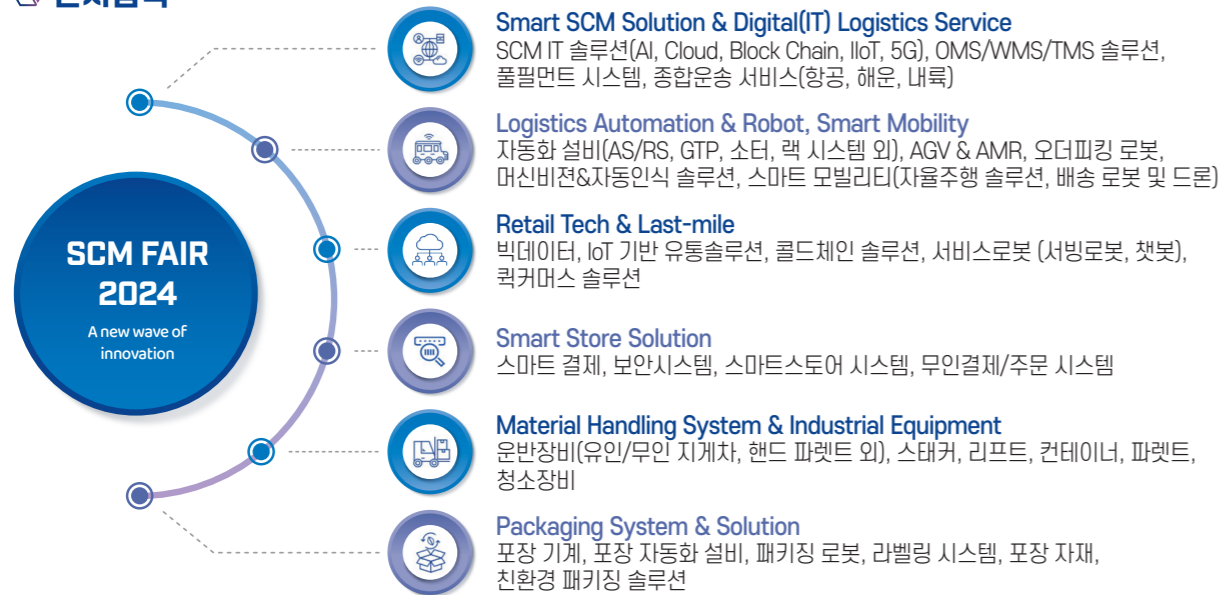 SCM FAIR
2024
A new wave of
innovation
Smart SCM Solution & Digital(IT) Logistics Service
SCM IT 솔루션(AI, Cloud, Block Chain, IIoT, 5G), OMS/WMS/TMS 솔루션,
풀필먼트 시스템, 종합운송 서비스(항공, 해운, 내륙)
Logistics Automation & Robot, Smart Mobility
자동화 설비(AS/RS, GTP, 소터, 랙 시스템 외), AGV & AMR, 오더피킹 로봇,
머신비젼&자동인식 솔루션, 스마트 모빌리티(자율주행 솔루션, 배송 로봇 및 드론)
Retail Tech & Last-mile
빅데이터, IoT 기반 유통솔루션, 콜드체인 솔루션, 서비스로봇 (서빙로봇, 챗봇),
퀵커머스 솔루션
Smart Store Solution
스마트 결제, 보안시스템, 스마트스토어 시스템, 무인결제/주문 시스템
Material Handling System & Industrial Equipment
운반장비(유인/무인 지게차, 핸드 파렛트 외), 스태커, 리프트, 컨테이너, 파렛트,
청소장비
Packaging System & Solution
포장 기계, 포장 자동화 설비, 패키징 로봇, 라벨링 시스템, 포장 자재,
친환경 패키징 솔루션